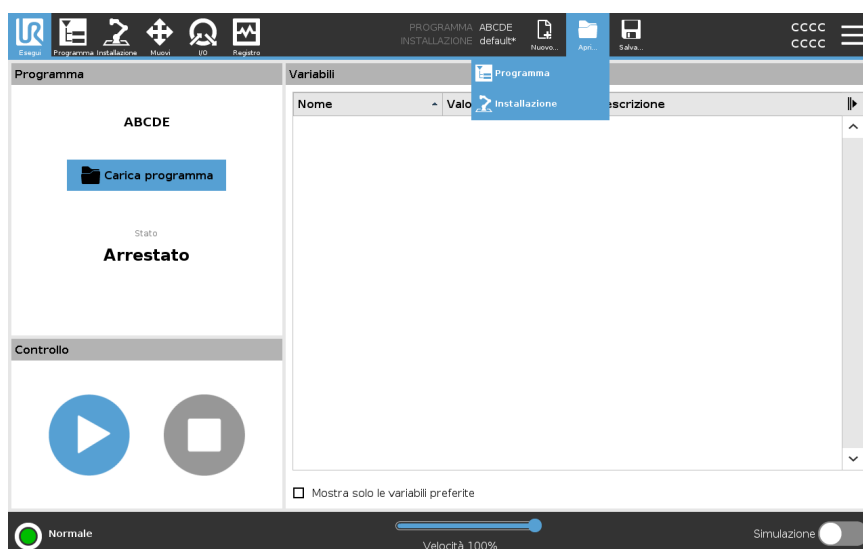 PROGRAMMA ABCDE
INSTALLAZIONE default*
CCCC
CCCC
Esegui Programma Installazione Muovi I/O Registro
Nuovo... Apri... Salva...
Programma
Variabili
Programma
Installazione
Nome
Valo
escrizione
ABCDE
Carica programma
Stato
Arrestato
Controllo
Mostra solo le variabili preferite
Normale
Velocità 100%
Simulazione